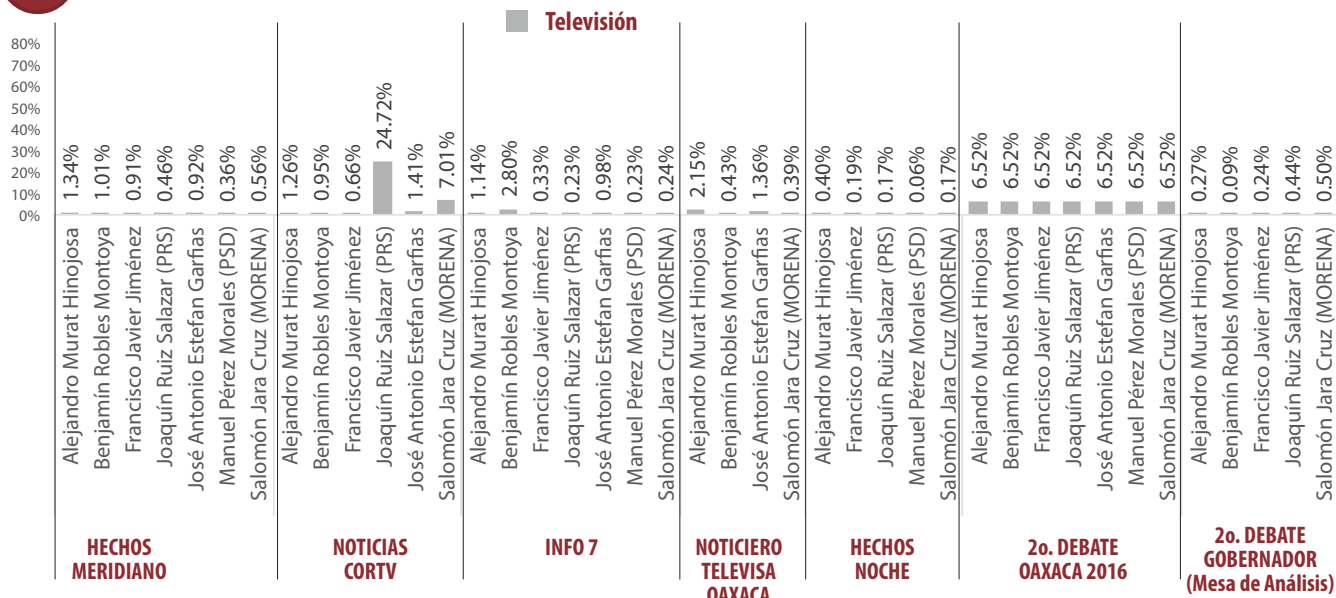 Televisión
80%
70%
60%
50%
40%
30%
20%
10%
0%
1.34%
1.01%
0.91%
0.46%
0.92%
0.36%
0.56%
1.26%
0.95%
0.66%
24.72%
1.41%
7.01%
1.14%
2.80%
0.33%
0.23%
0.98%
0.23%
0.24%
2.15%
0.43%
1.36%
0.39%
0.40%
0.19%
0.17%
0.06%
0.17%
6.52%
6.52%
6.52%
6.52%
6.52%
6.52%
6.52%
0.27%
0.09%
0.24%
0.44%
0.50%
Alejandro Murat Hinojosa
Benjamín Robles Montoya
Francisco Javier Jiménez
Joaquín Ruiz Salazar (PRS)
José Antonio Estefan Garfias
Manuel Pérez Morales (PSD)
Salomón Jara Cruz (MORENA)
Alejandro Murat Hinojosa
Benjamín Robles Montoya
Francisco Javier Jiménez
Joaquín Ruiz Salazar (PRS)
José Antonio Estefan Garfias
Salomón Jara Cruz (MORENA)
Alejandro Murat Hinojosa
Benjamín Robles Montoya
Francisco Javier Jiménez
Joaquín Ruiz Salazar (PRS)
José Antonio Estefan Garfias
Manuel Pérez Morales (PSD)
Salomón Jara Cruz (MORENA)
Alejandro Murat Hinojosa
Benjamín Robles Montoya
José Antonio Estefan Garfias
Salomón Jara Cruz (MORENA)
Alejandro Murat Hinojosa
Benjamín Robles Montoya
Francisco Javier Jiménez
Manuel Pérez Morales (PSD)
Salomón Jara Cruz (MORENA)
Alejandro Murat Hinojosa
Benjamín Robles Montoya
Francisco Javier Jiménez
Joaquín Ruiz Salazar (PRS)
José Antonio Estefan Garfias
Manuel Pérez Morales (PSD)
Salomón Jara Cruz (MORENA)
Alejandro Murat Hinojosa
Benjamín Robles Montoya
Francisco Javier Jiménez
Joaquín Ruiz Salazar (PRS)
Salomón Jara Cruz (MORENA)
HECHOS
MERIDIANO
NOTICIAS
CORTV
INFO 7
NOTICIERO
TELEVISA
OAXACA
HECHOS
NOCHE
2o. DEBATE
OAXACA 2016
2o. DEBATE
GOBERNADOR
(Mesa de Análisis)